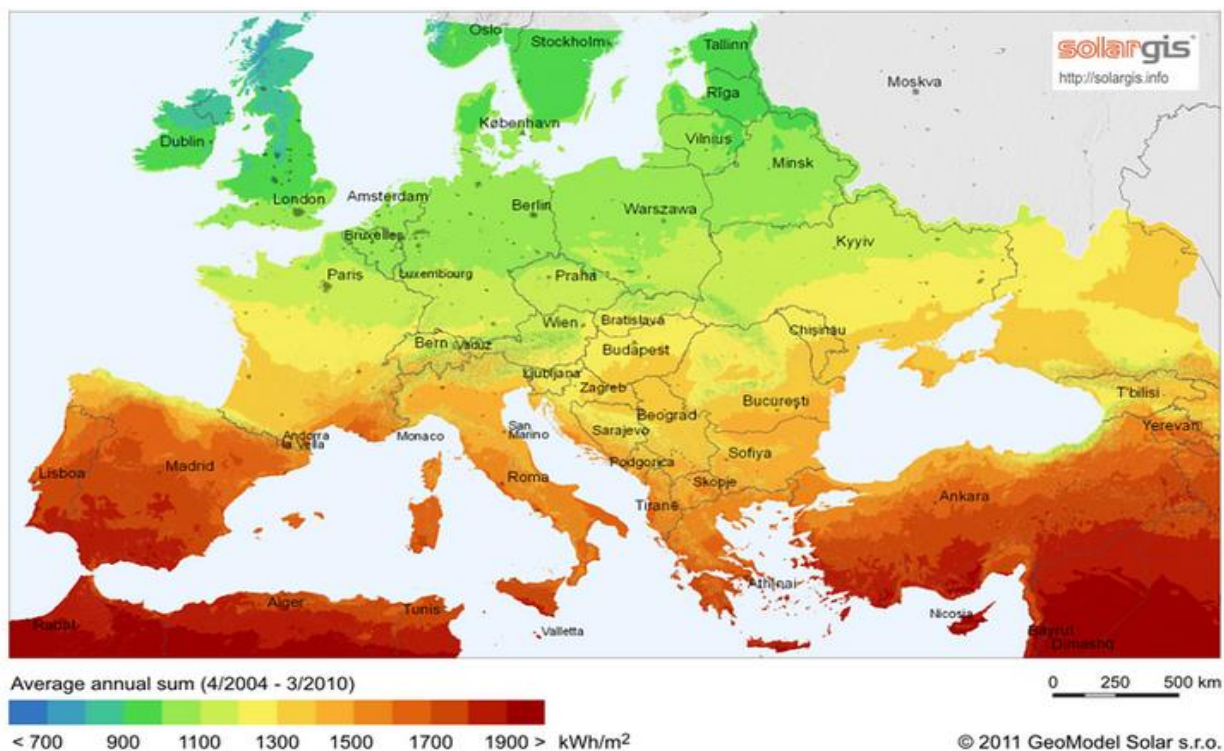 Oslo
Stockholm
Tallinn
solargis
http://solargis.info
Moskva
Rīga
København
Dublin
Vilnius
Minsk
London
Amsterdam
Berlin
Warszawa
Bruxelles
Kyyiv
Paris
Luxembourg
Praha
Wien
Bratislava
Chişinău
Bern
Vaduz
Budapest
Ljubljana
Zagreb
T'bilisi
Beograd
Bucureşti
Yerevan
Andorra
la Vella
Monaco
San
Marino
Sarajevo
Sofiya
Lisboa
Madrid
Roma
Podgorica
Skopje
Tiranë
Ankara
Athínai
Alger
Tunis
Nicosia
Rabat
Valletta
Bayrut
Dimashq
Average annual sum (4/2004 - 3/2010)
0 250 500 km
< 700 900 1100 1300 1500 1700 1900 > kWh/m²
© 2011 GeoModel Solar s.r.o.